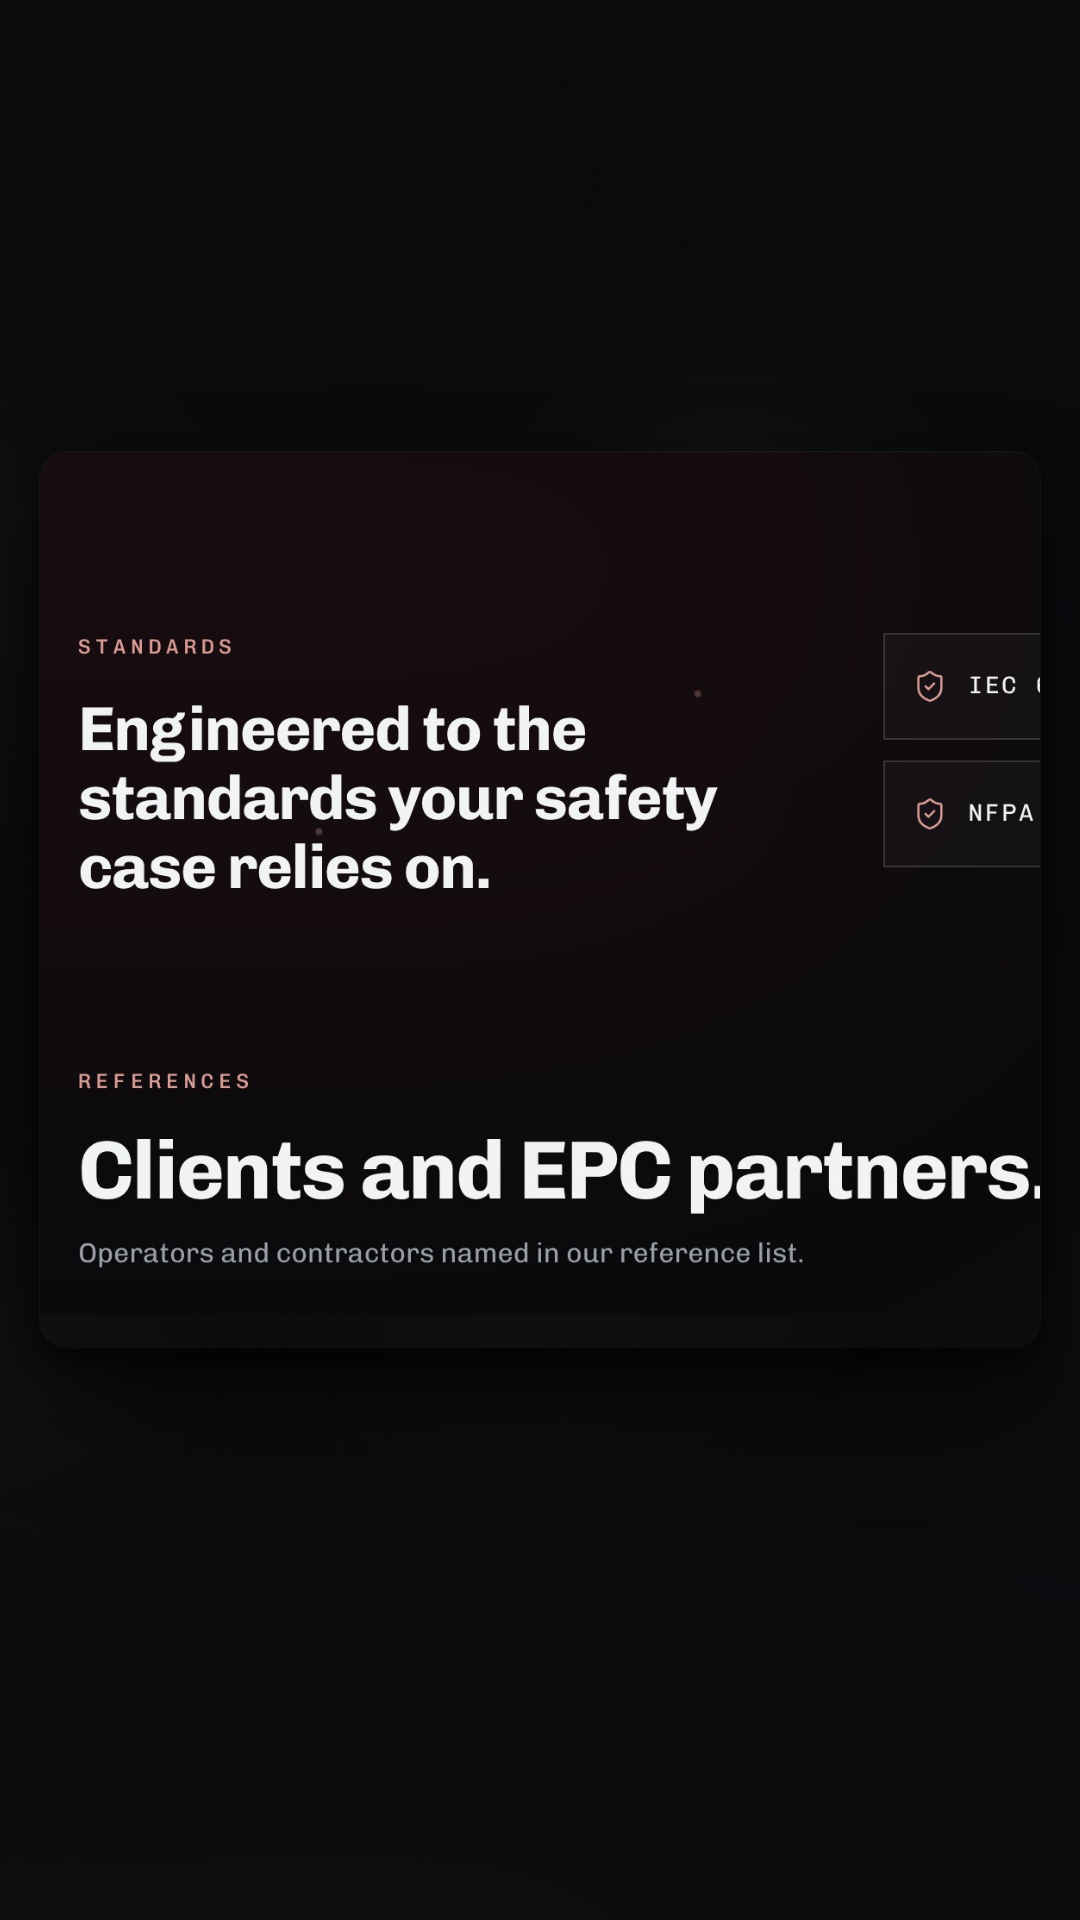 STANDARDS
Engineered to the
standards your safety
case relies on.
IEC
NFPA
REFERENCES
Clients and EPC partners.
Operators and contractors named in our reference list.